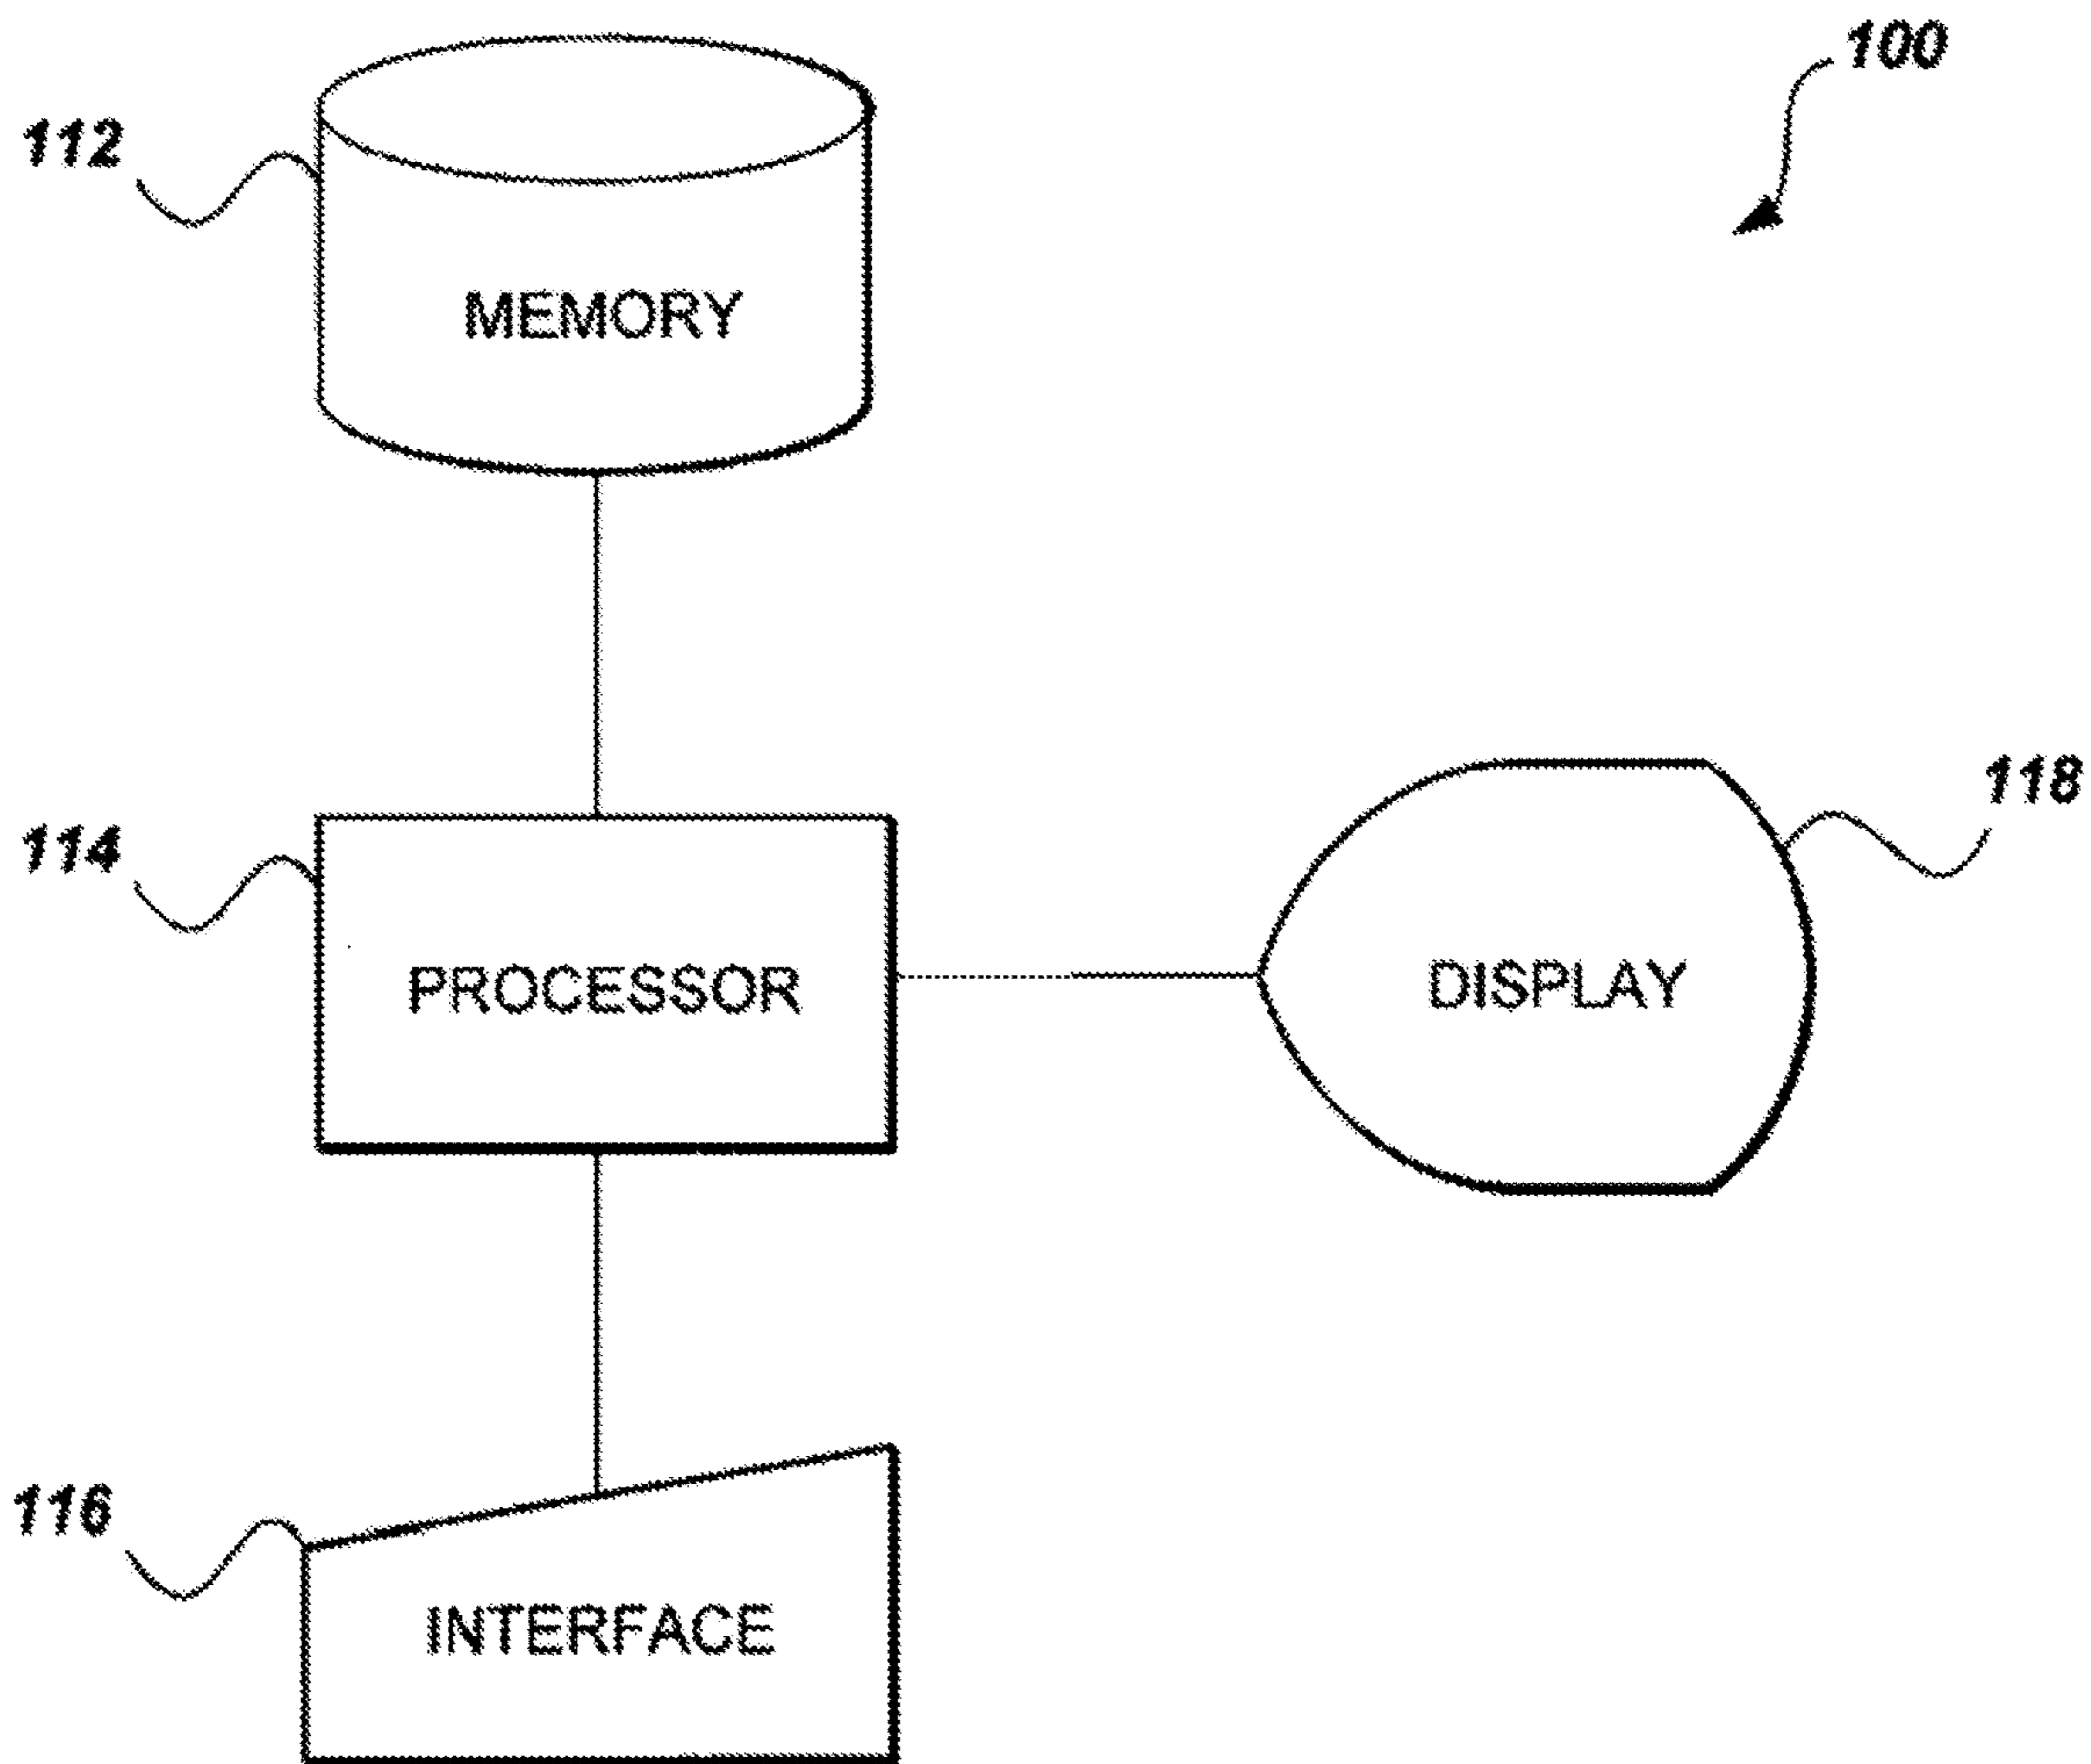 100
112
MEMORY
118
114
PROCESSOR
DISPLAY
116
INTERFACE